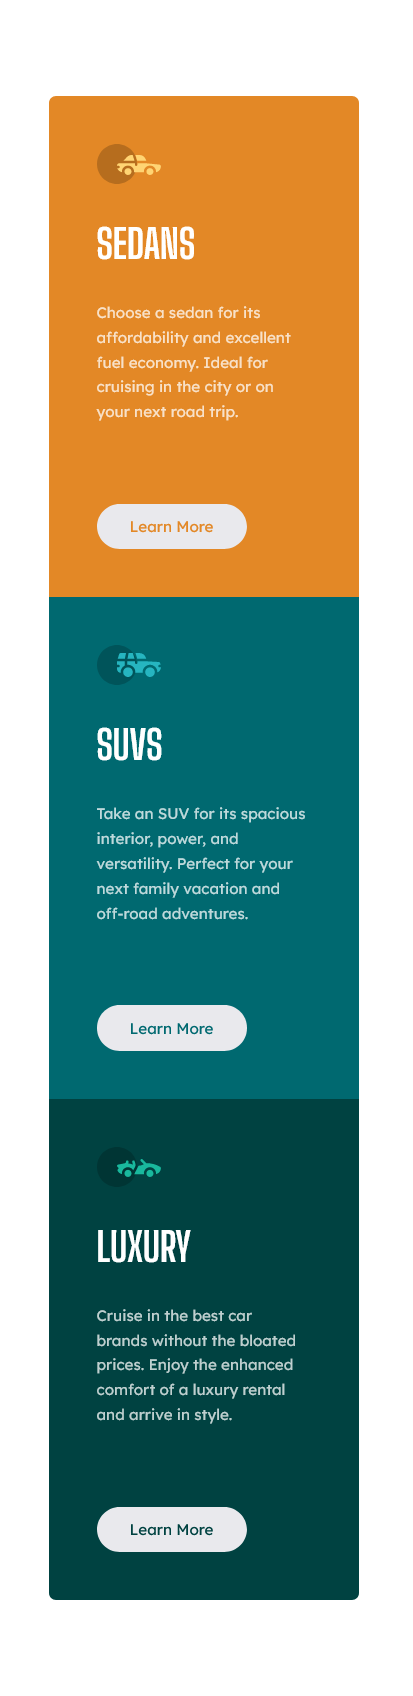 SEDANS
Choose a sedan for its
affordability and excellent
fuel economy. Ideal for
cruising in the city or on
your next road trip.
Learn More
SUVS
Take an SUV for its spacious
interior, power, and
versatility. Perfect for your
next family vacation and
off-road adventures.
Learn More
LUXURY
Cruise in the best car
brands without the bloated
prices. Enjoy the enhanced
comfort of a luxury rental
and arrive in style.
Learn More